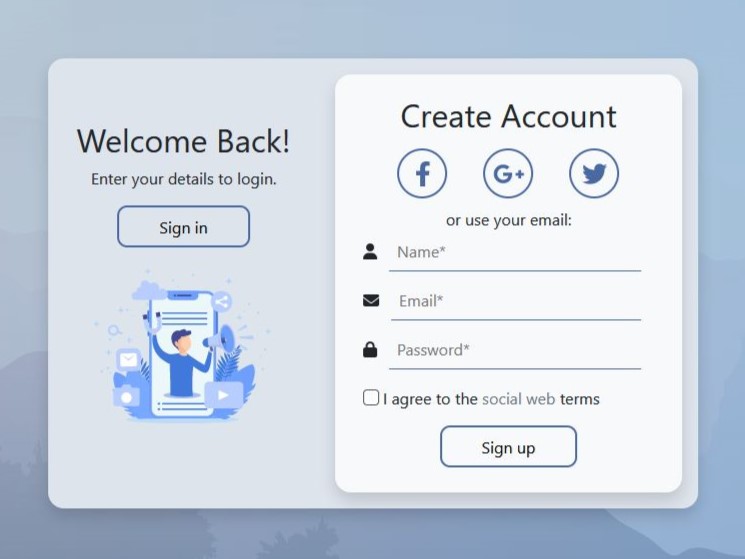 Welcome Back!
Enter your details to login.
Sign in
Create Account
f
G+
or use your email:
Name*
Email*
Password*
I agree to the social web terms
Sign up